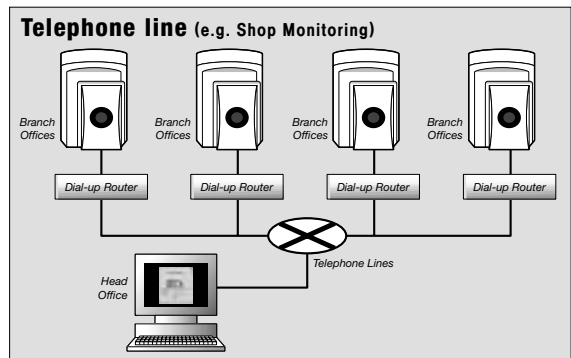 Telephone line (e.g. Shop Monitoring)
Branch
Offices
Branch
Offices
Branch
Offices
Branch
Offices
Dial-up Router
Dial-up Router
Dial-up Router
Dial-up Router
Telephone Lines
Head
Office